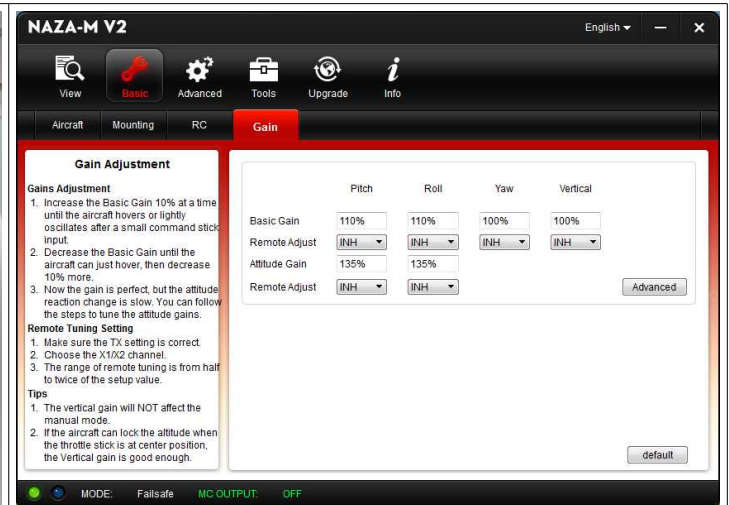 NAZA-M V2
English
View
Basic
Advanced
Tools
Upgrade
Info
Aircraft
Mounting
RC
Gain
Gain Adjustment
Gains Adjustment
1. Increase the Basic Gain 10% at a time
until the aircraft hovers or lightly
oscillates after a small command stick
input.
2. Decrease the Basic Gain until the
aircraft can just hover, then decrease
10% more.
3. Now the gain is perfect, but the attitude
reaction change is slow. You can follow
the steps to tune the attitude gains.
Remote Tuning Setting
1. Make sure the TX setting is correct.
2. Choose the X1/X2 channel.
3. The range of remote tuning is from half
to twice of the setup value.
Tips
1. The vertical gain will NOT affect the
manual mode.
2. If the aircraft can lock the altitude when
the throttle stick is at center position,
the Vertical gain is good enough.
Pitch Roll Yaw Vertical
Basic Gain 110% 110% 100% 100%
Remote Adjust INH INH INH INH
Attitude Gain 135% 135%
Remote Adjust INH INH
Advanced
default
MODE: Failsafe MC OUTPUT: OFF